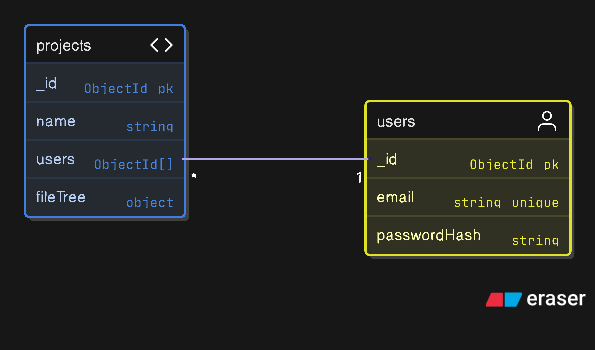 projects
_id ObjectId pk
name string
users ObjectId[]
fileTree object
*
1
users
_id ObjectId pk
email string unique
passwordHash string
eraser